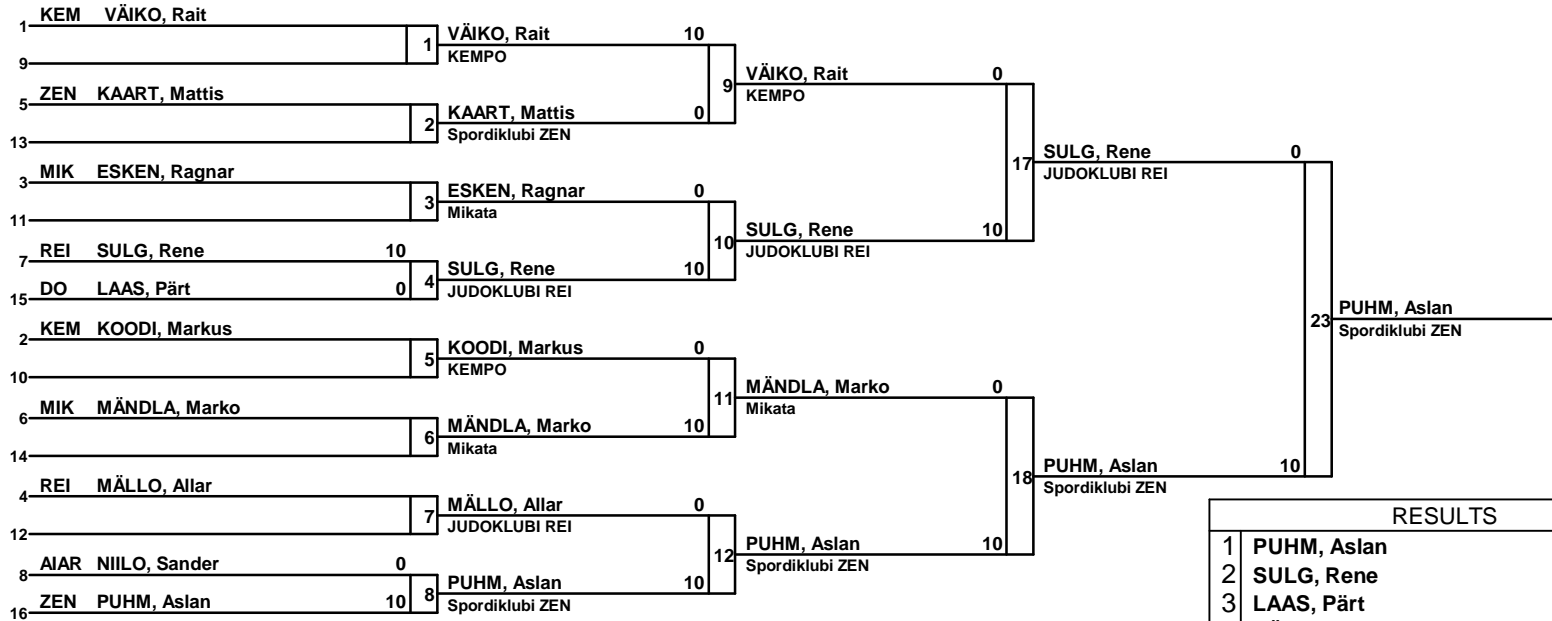 KEM VÄIKO, Rait
1
1 VÄIKO, Rait 10
KEMPO
9
9 VÄIKO, Rait 0
KEMPO
ZEN KAART, Mattis
5
2 KAART, Mattis 0
Spordiklubi ZEN
13
17 SULG, Rene 0
JUDOKLUBI REI
MIK ESKEN, Ragnar
3
3 ESKEN, Ragnar 0
Mikata
11
10 SULG, Rene 10
JUDOKLUBI REI
REI SULG, Rene 10
7
4 SULG, Rene 10
JUDOKLUBI REI
DO LAAS, Pärt 0
15
23 PUHM, Aslan
Spordiklubi ZEN
KEM KOODI, Markus
2
5 KOODI, Markus 0
KEMPO
10
11 MÄNDLA, Marko 0
Mikata
MIK MÄNDLA, Marko
6
6 MÄNDLA, Marko 10
Mikata
14
18 PUHM, Aslan 10
Spordiklubi ZEN
REI MÄLLO, Allar
4
7 MÄLLO, Allar 0
JUDOKLUBI REI
12
12 PUHM, Aslan 10
Spordiklubi ZEN
AIAR NIILO, Sander 0
8
8 PUHM, Aslan 10
Spordiklubi ZEN
ZEN PUHM, Aslan 10
16
RESULTS
1 PUHM, Aslan
2 SULG, Rene
3 LAAS, Pärt